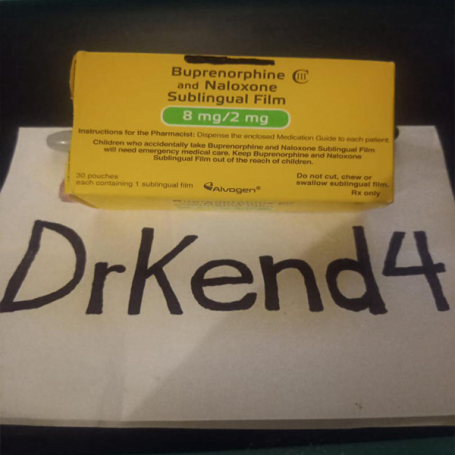 Buprenorphine CIII
and Naloxone
Sublingual Film
8 mg/2 mg
Instructions for the Pharmacist: Dispense the enclosed Medication Guide to each patient.
Children who accidentally take Buprenorphine and Naloxone Sublingual Film
will need emergency medical care. Keep Buprenorphine and Naloxone
Sublingual Film out of the reach of children.
30 pouches
each containing 1 sublingual film
Alvogen®
Do not cut, chew or
swallow sublingual film.
Rx only
DrKend4